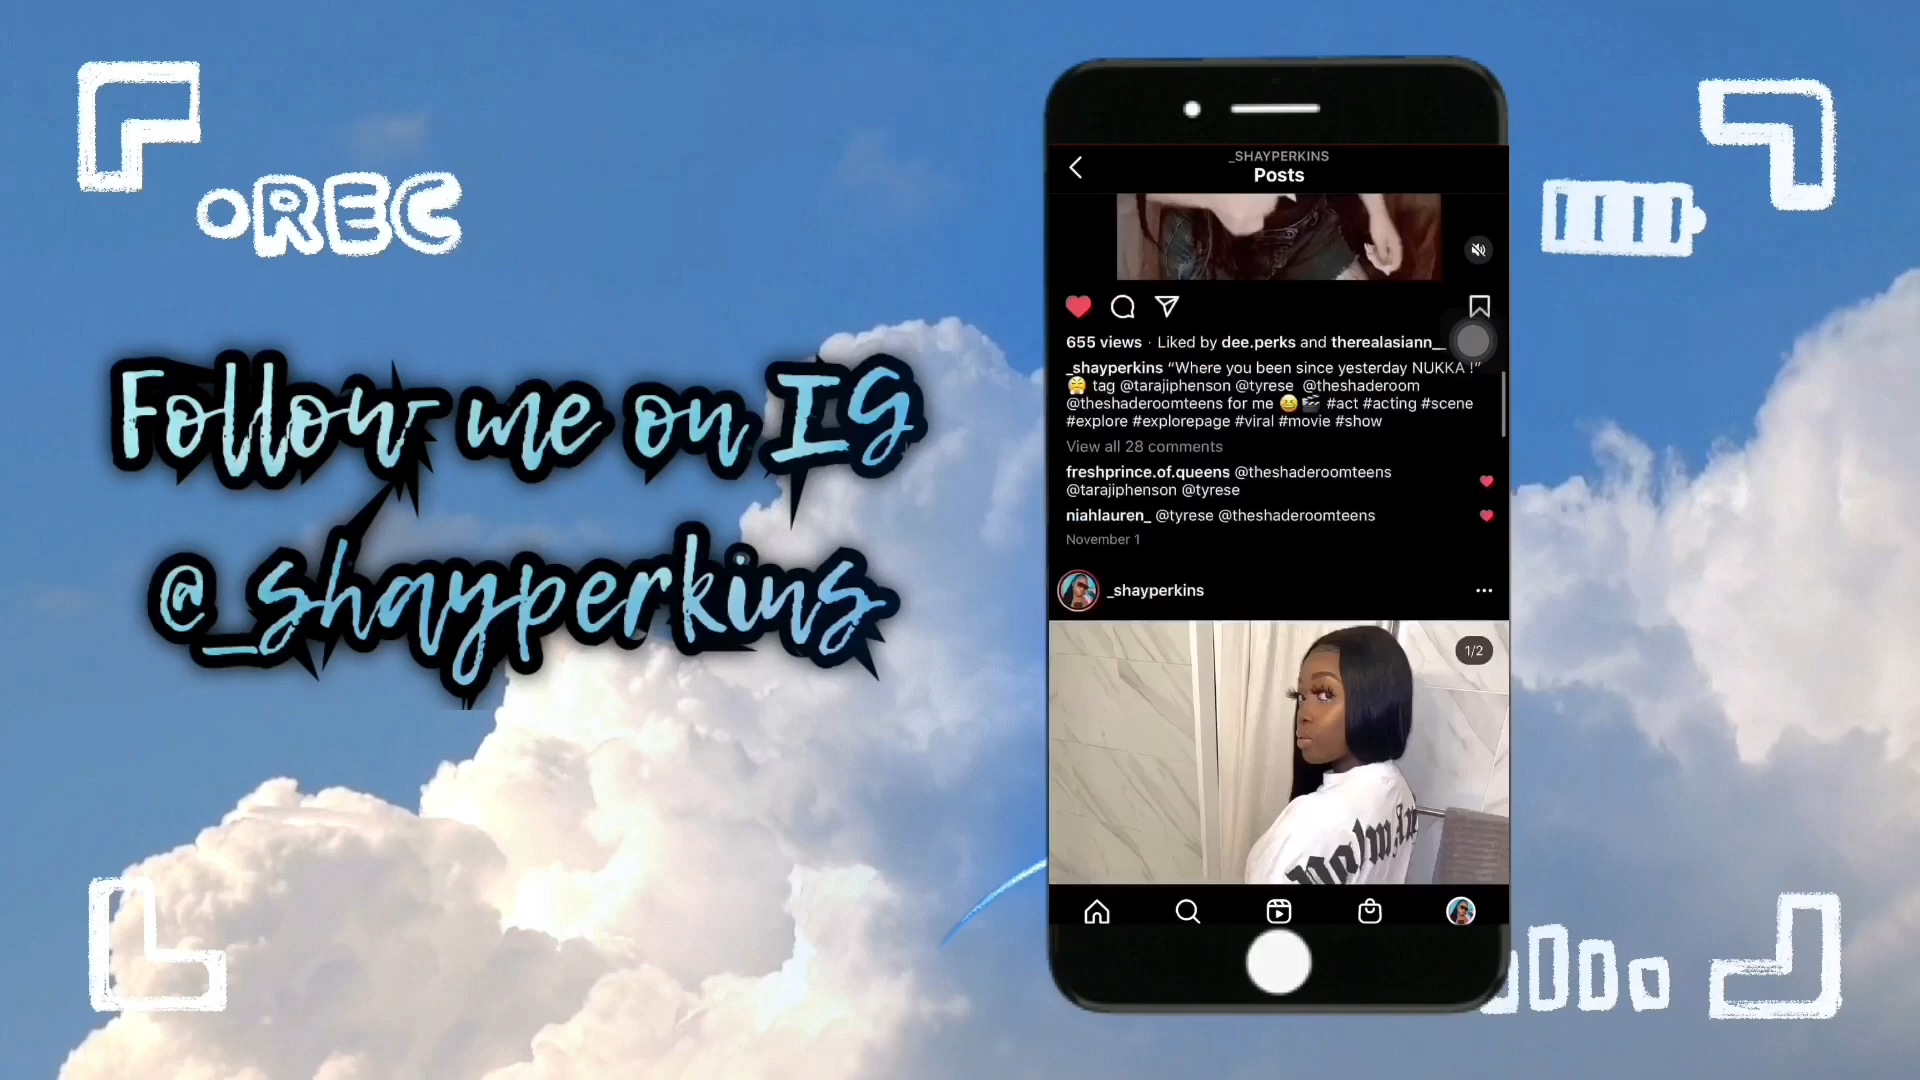 REC
Follow me on IG
@_shayperkins
_SHAYPERKINS
Posts
655 views · Liked by dee.perks and therealasiann__
_shayperkins “Where you been since yesterday NUKKA !”
😤 tag @tarajiphenson @tyrese @theshaderoom
@theshaderoomteens for me 😆🎬 #act #acting #scene
#explore #explorepage #viral #movie #show
View all 28 comments
freshprince.of.queens @theshaderoomteens
@tarajiphenson @tyrese
niahlauren_ @tyrese @theshaderoomteens
November 1
_shayperkins
1/2